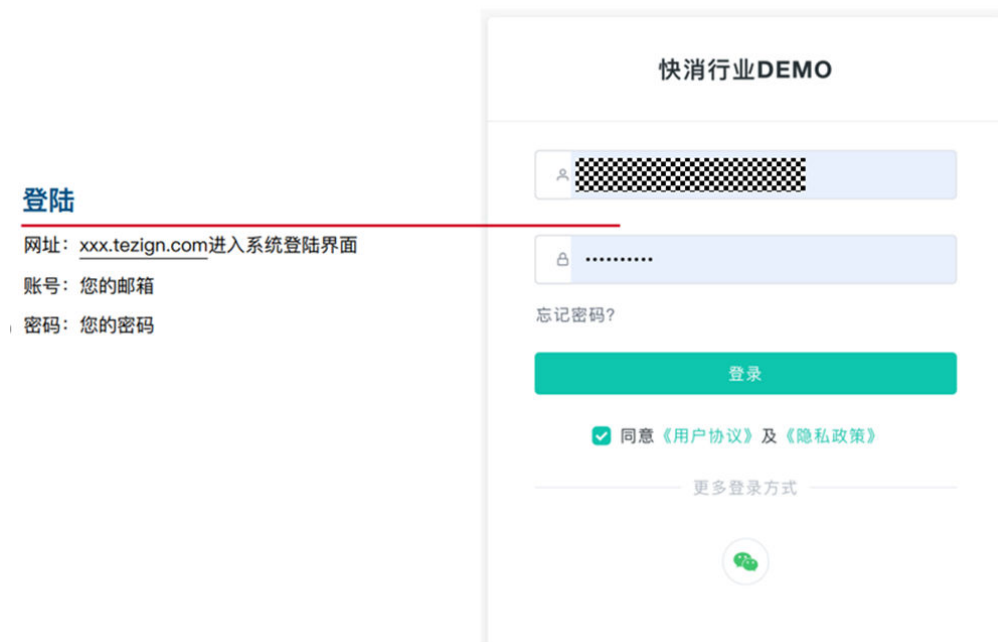 登陆
网址：xxx.tezign.com进入系统登陆界面
账号：您的邮箱
密码：您的密码
快消行业DEMO
••••••••••
忘记密码?
登录
同意《用户协议》及《隐私政策》
更多登录方式